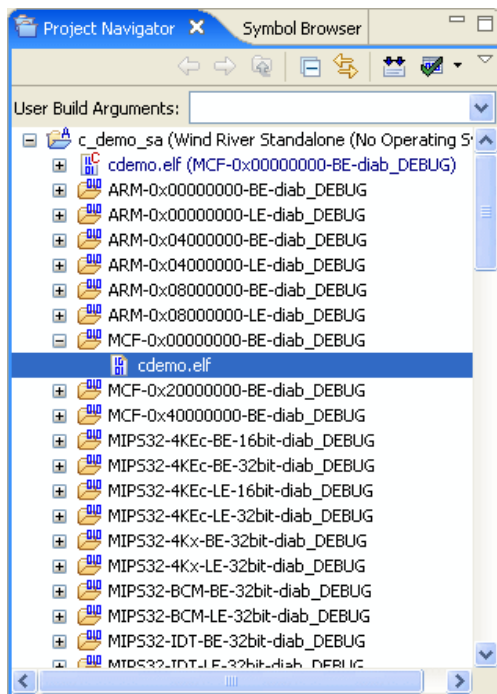 Project Navigator
Symbol Browser
User Build Arguments:
c_demo_sa (Wind River Standalone (No Operating S
cdemo.elf (MCF-0x00000000-BE-diab_DEBUG)
ARM-0x00000000-BE-diab_DEBUG
ARM-0x00000000-LE-diab_DEBUG
ARM-0x04000000-BE-diab_DEBUG
ARM-0x04000000-LE-diab_DEBUG
ARM-0x08000000-BE-diab_DEBUG
ARM-0x08000000-LE-diab_DEBUG
MCF-0x00000000-BE-diab_DEBUG
cdemo.elf
MCF-0x20000000-BE-diab_DEBUG
MCF-0x40000000-BE-diab_DEBUG
MIPS32-4KEc-BE-16bit-diab_DEBUG
MIPS32-4KEc-BE-32bit-diab_DEBUG
MIPS32-4KEc-LE-16bit-diab_DEBUG
MIPS32-4KEc-LE-32bit-diab_DEBUG
MIPS32-4Kx-BE-32bit-diab_DEBUG
MIPS32-4Kx-LE-32bit-diab_DEBUG
MIPS32-BCM-BE-32bit-diab_DEBUG
MIPS32-BCM-LE-32bit-diab_DEBUG
MIPS32-IDT-BE-32bit-diab_DEBUG
MIPS32-IDT-LE-32bit-diab_DEBUG